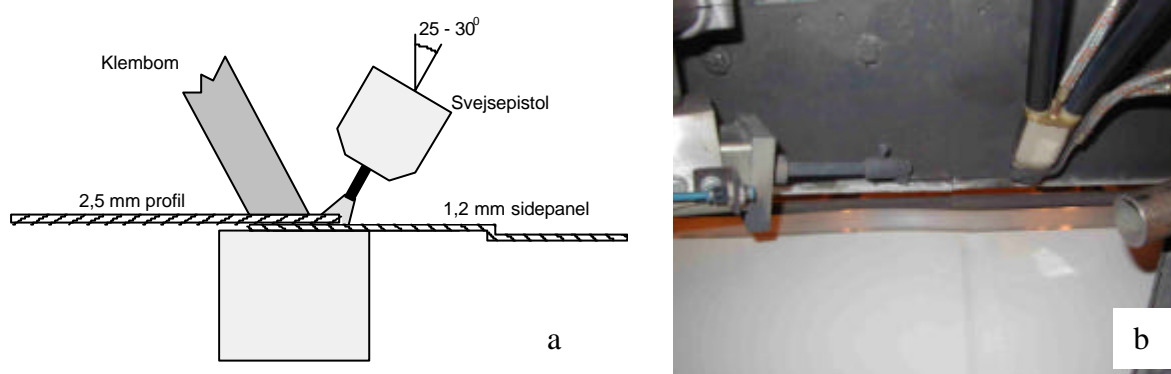 25 - 30⁰
Klembom
Svejsepistol
2,5 mm profil
1,2 mm sidepanel
a
b